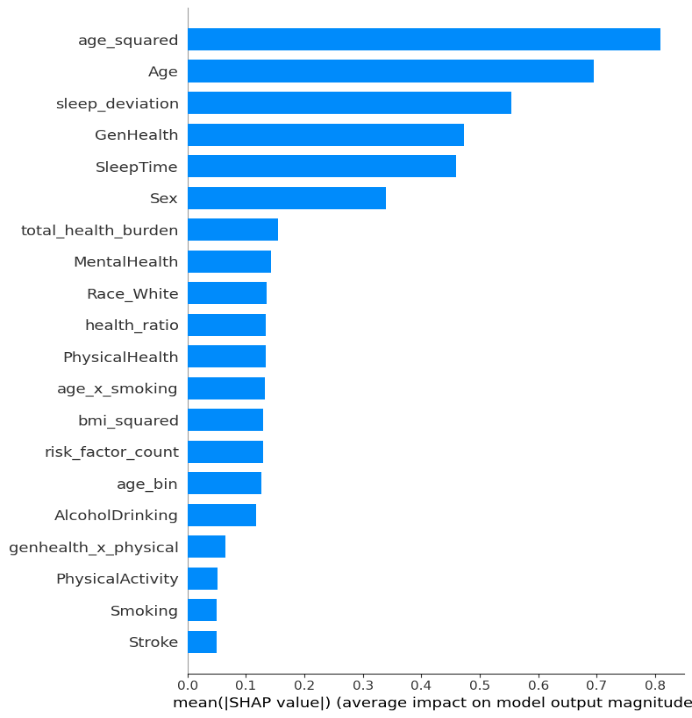 age_squared
Age
sleep_deviation
GenHealth
SleepTime
Sex
total_health_burden
MentalHealth
Race_White
health_ratio
PhysicalHealth
age_x_smoking
bmi_squared
risk_factor_count
age_bin
AlcoholDrinking
genhealth_x_physical
PhysicalActivity
Smoking
Stroke
0.0 0.1 0.2 0.3 0.4 0.5 0.6 0.7 0.8
mean(|SHAP value|) (average impact on model output magnitude